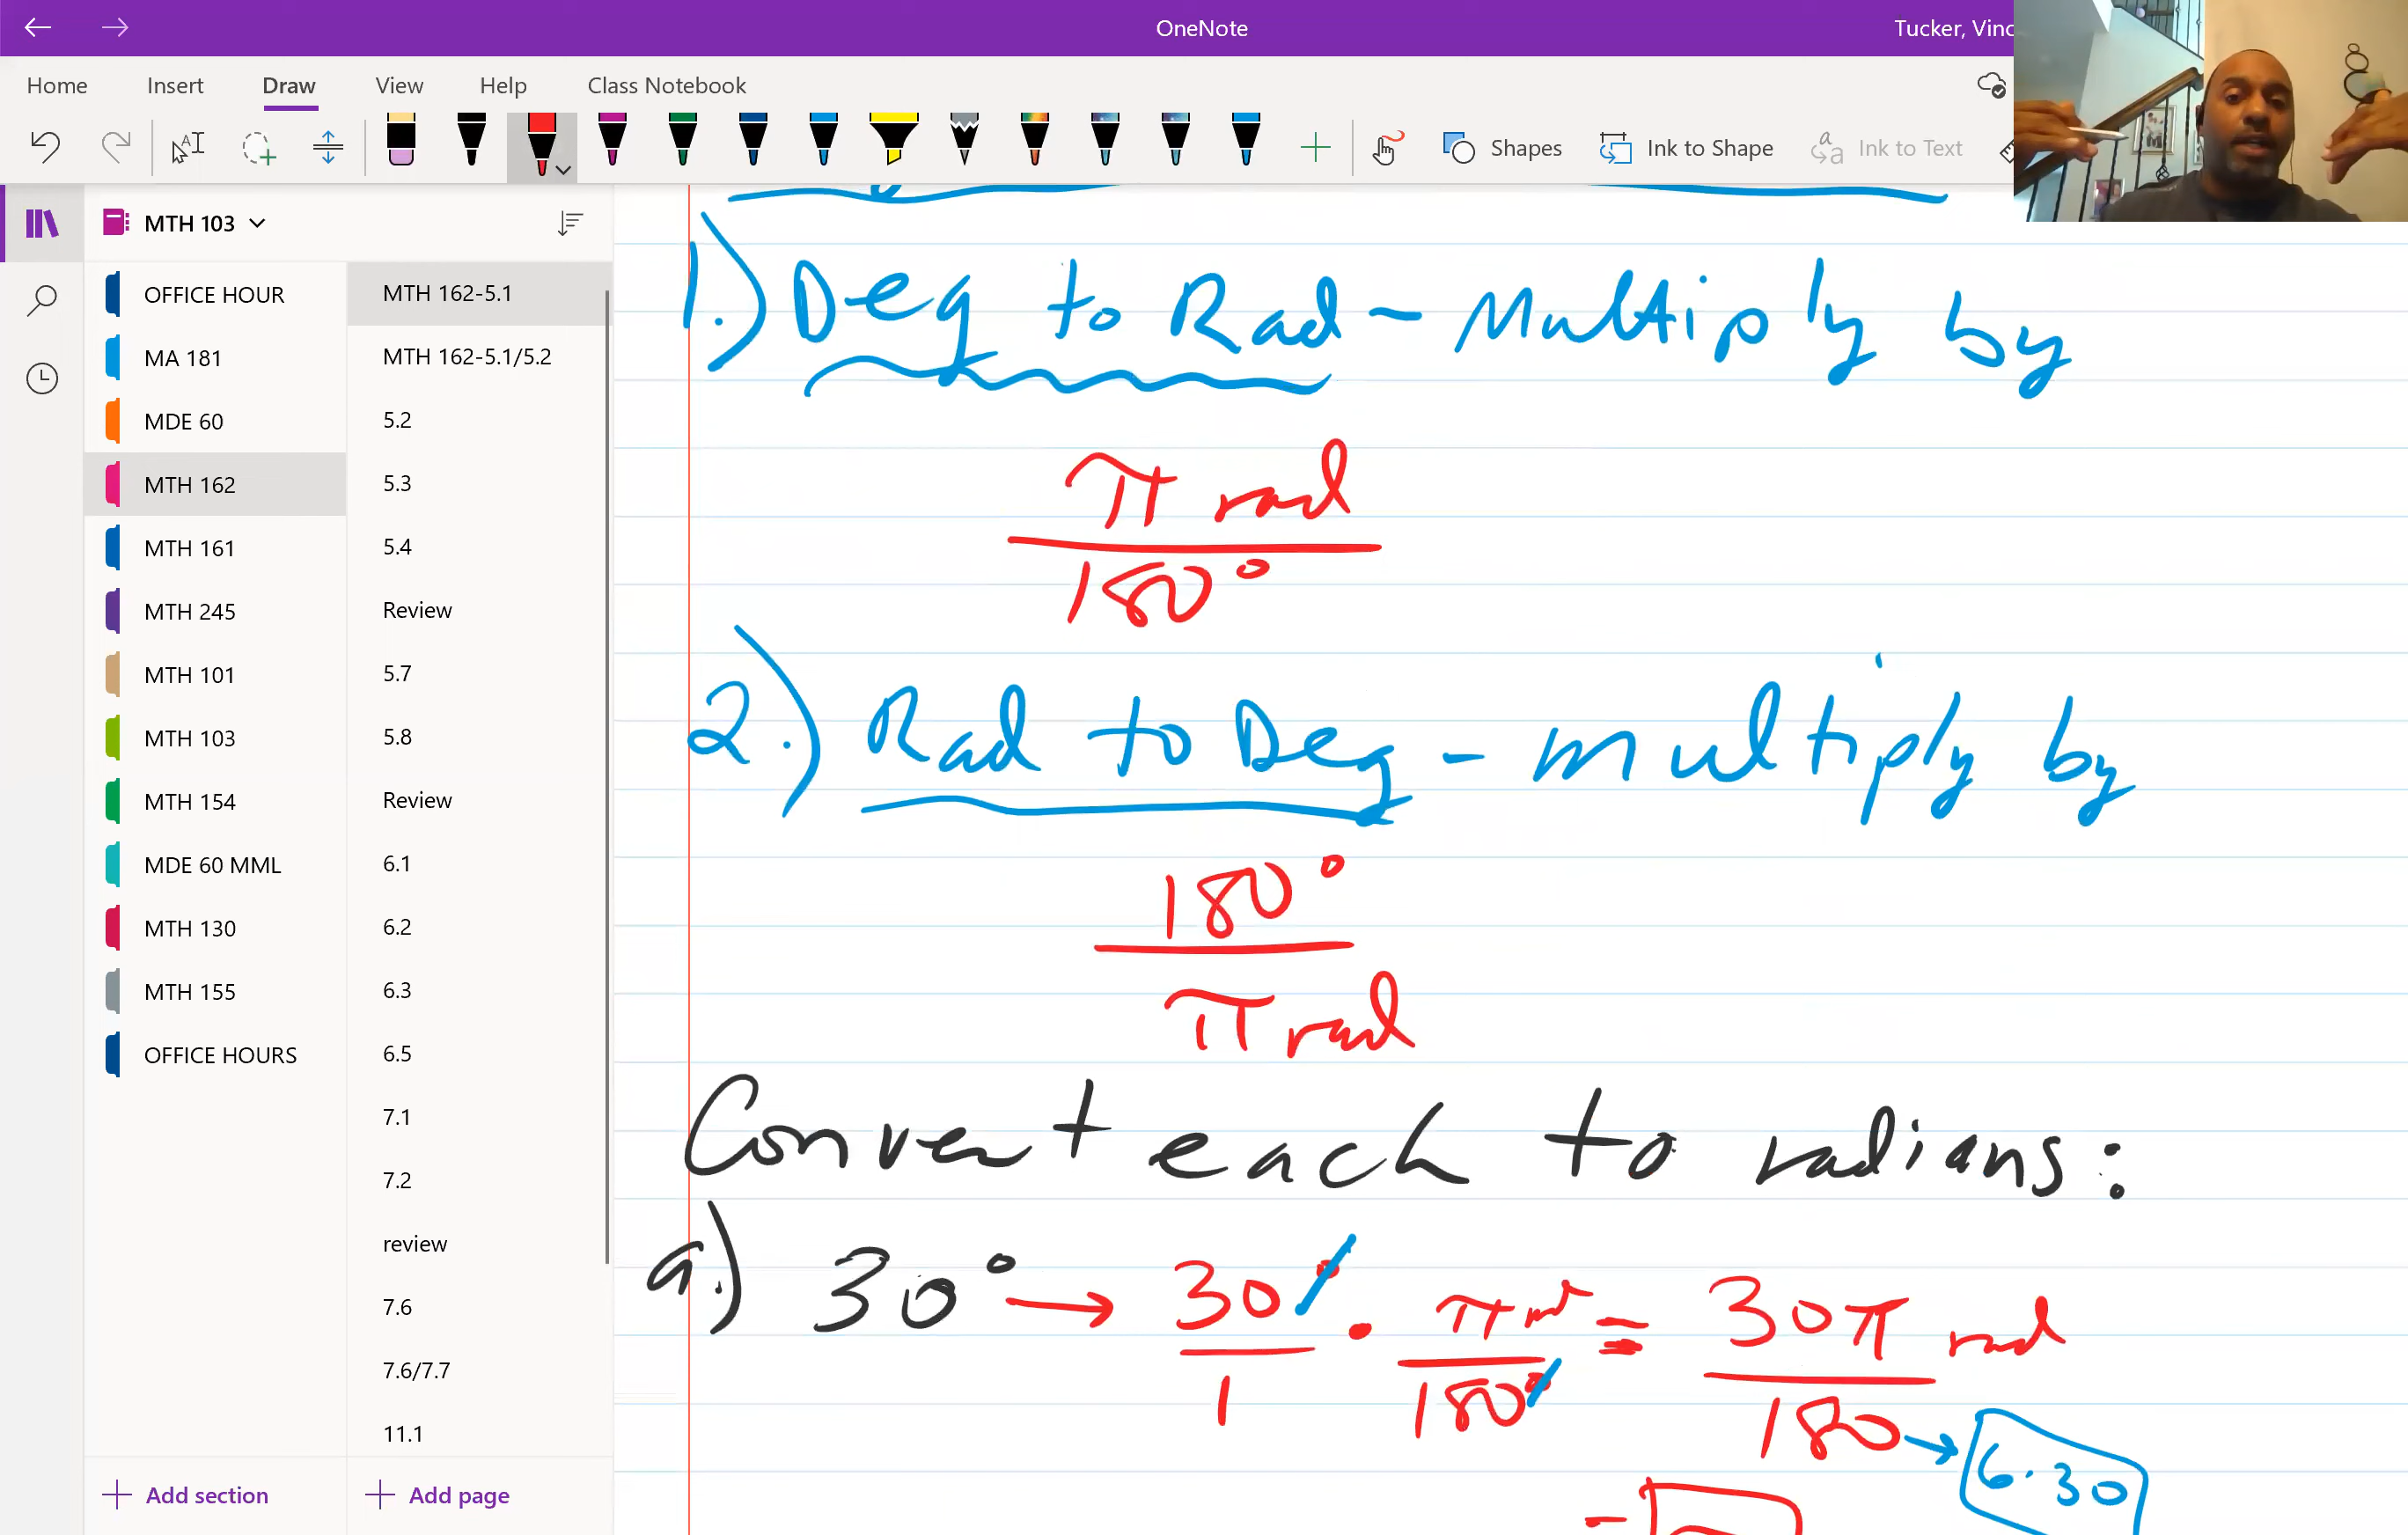 OneNote
Tucker, Vinc
Home Insert Draw View Help Class Notebook
Shapes Ink to Shape Ink to Text
MTH 103
OFFICE HOUR
MA 181
MDE 60
MTH 162
MTH 161
MTH 245
MTH 101
MTH 103
MTH 154
MDE 60 MML
MTH 130
MTH 155
OFFICE HOURS
Add section
MTH 162-5.1
MTH 162-5.1/5.2
5.2
5.3
5.4
Review
5.7
5.8
Review
6.1
6.2
6.3
6.5
7.1
7.2
review
7.6
7.6/7.7
11.1
Add page
1.) Deg to Rad - Multiply by
π rad
180°
2.) Rad to Deg - multiply by
180°
π rad
Convert each to radians:
a.) 30° → 30°/1 · π rad/180° = 30π/180 rad
→ 6·30
=